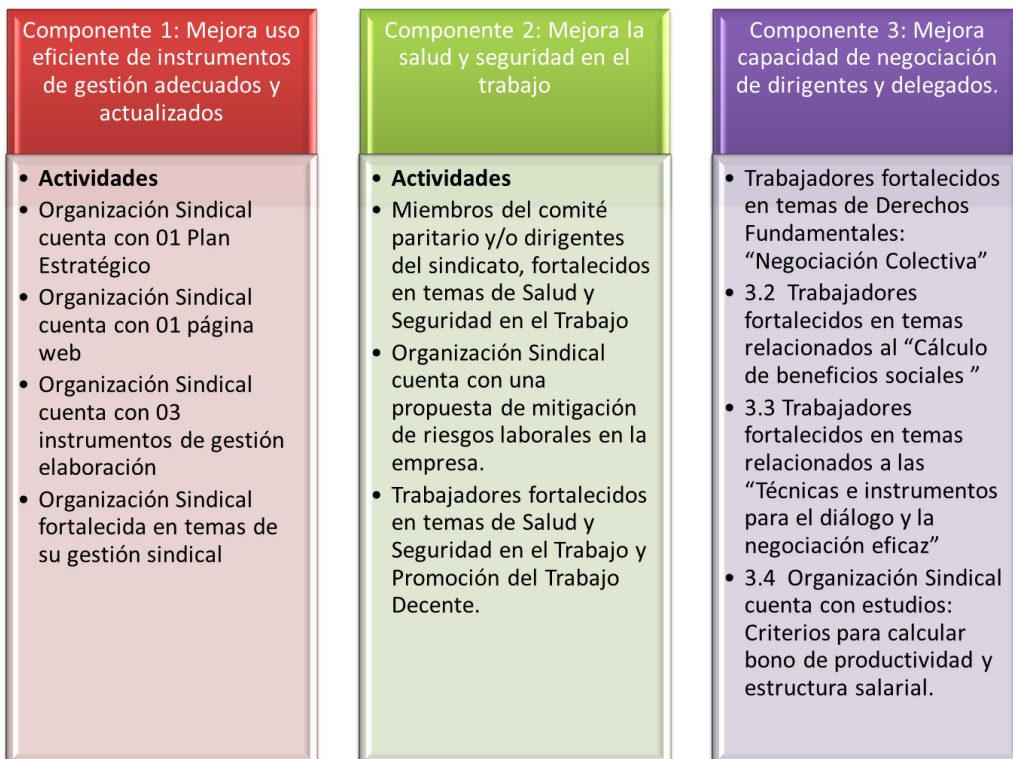 Componente 1: Mejora uso
eficiente de instrumentos
de gestión adecuados y
actualizados
• Actividades
• Organización Sindical
cuenta con 01 Plan
Estratégico
• Organización Sindical
cuenta con 01 página
web
• Organización Sindical
cuenta con 03
instrumentos de gestión
elaboración
• Organización Sindical
fortalecida en temas de
su gestión sindical
Componente 2: Mejora la
salud y seguridad en el
trabajo
• Actividades
• Miembros del comité
paritario y/o dirigentes
del sindicato, fortalecidos
en temas de Salud y
Seguridad en el Trabajo
• Organización Sindical
cuenta con una
propuesta de mitigación
de riesgos laborales en la
empresa.
• Trabajadores fortalecidos
en temas de Salud y
Seguridad en el Trabajo y
Promoción del Trabajo
Decente.
Componente 3: Mejora
capacidad de negociación
de dirigentes y delegados.
• Trabajadores fortalecidos
en temas de Derechos
Fundamentales:
“Negociación Colectiva”
• 3.2 Trabajadores
fortalecidos en temas
relacionados al “Cálculo
de beneficios sociales ”
• 3.3 Trabajadores
fortalecidos en temas
relacionados a las
“Técnicas e instrumentos
para el diálogo y la
negociación eficaz”
• 3.4 Organización Sindical
cuenta con estudios:
Criterios para calcular
bono de productividad y
estructura salarial.